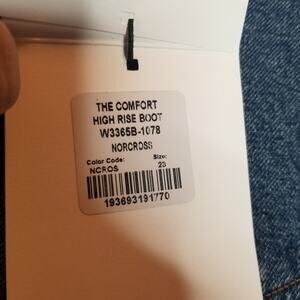 THE COMFORT
HIGH RISE BOOT
W3365B-1078
NORCROSS
Color Code: Size:
NCROS 23
193693191770